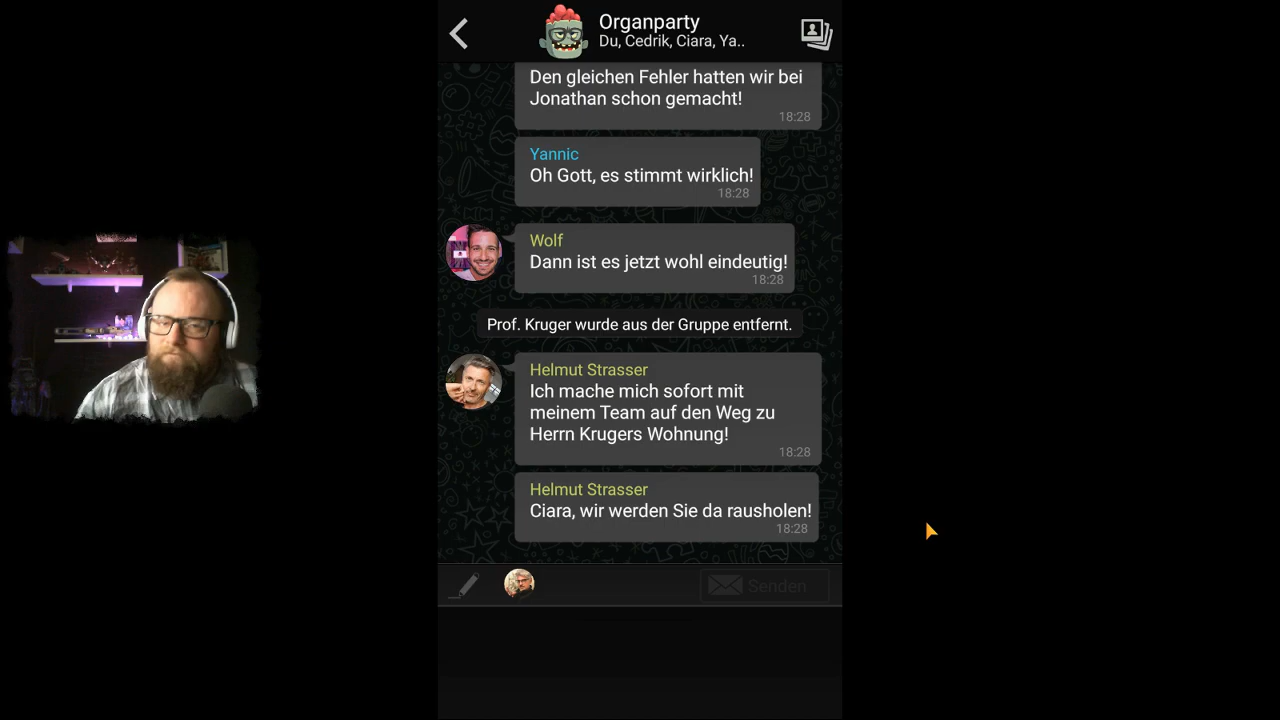 Organparty
Du, Cedrik, Ciara, Ya..
Den gleichen Fehler hatten wir bei
Jonathan schon gemacht!
18:28
Yannic
Oh Gott, es stimmt wirklich!
18:28
Wolf
Dann ist es jetzt wohl eindeutig!
18:28
Prof. Kruger wurde aus der Gruppe entfernt.
Helmut Strasser
Ich mache mich sofort mit
meinem Team auf den Weg zu
Herrn Krugers Wohnung!
18:28
Helmut Strasser
Ciara, wir werden Sie da rausholen!
18:28
Senden